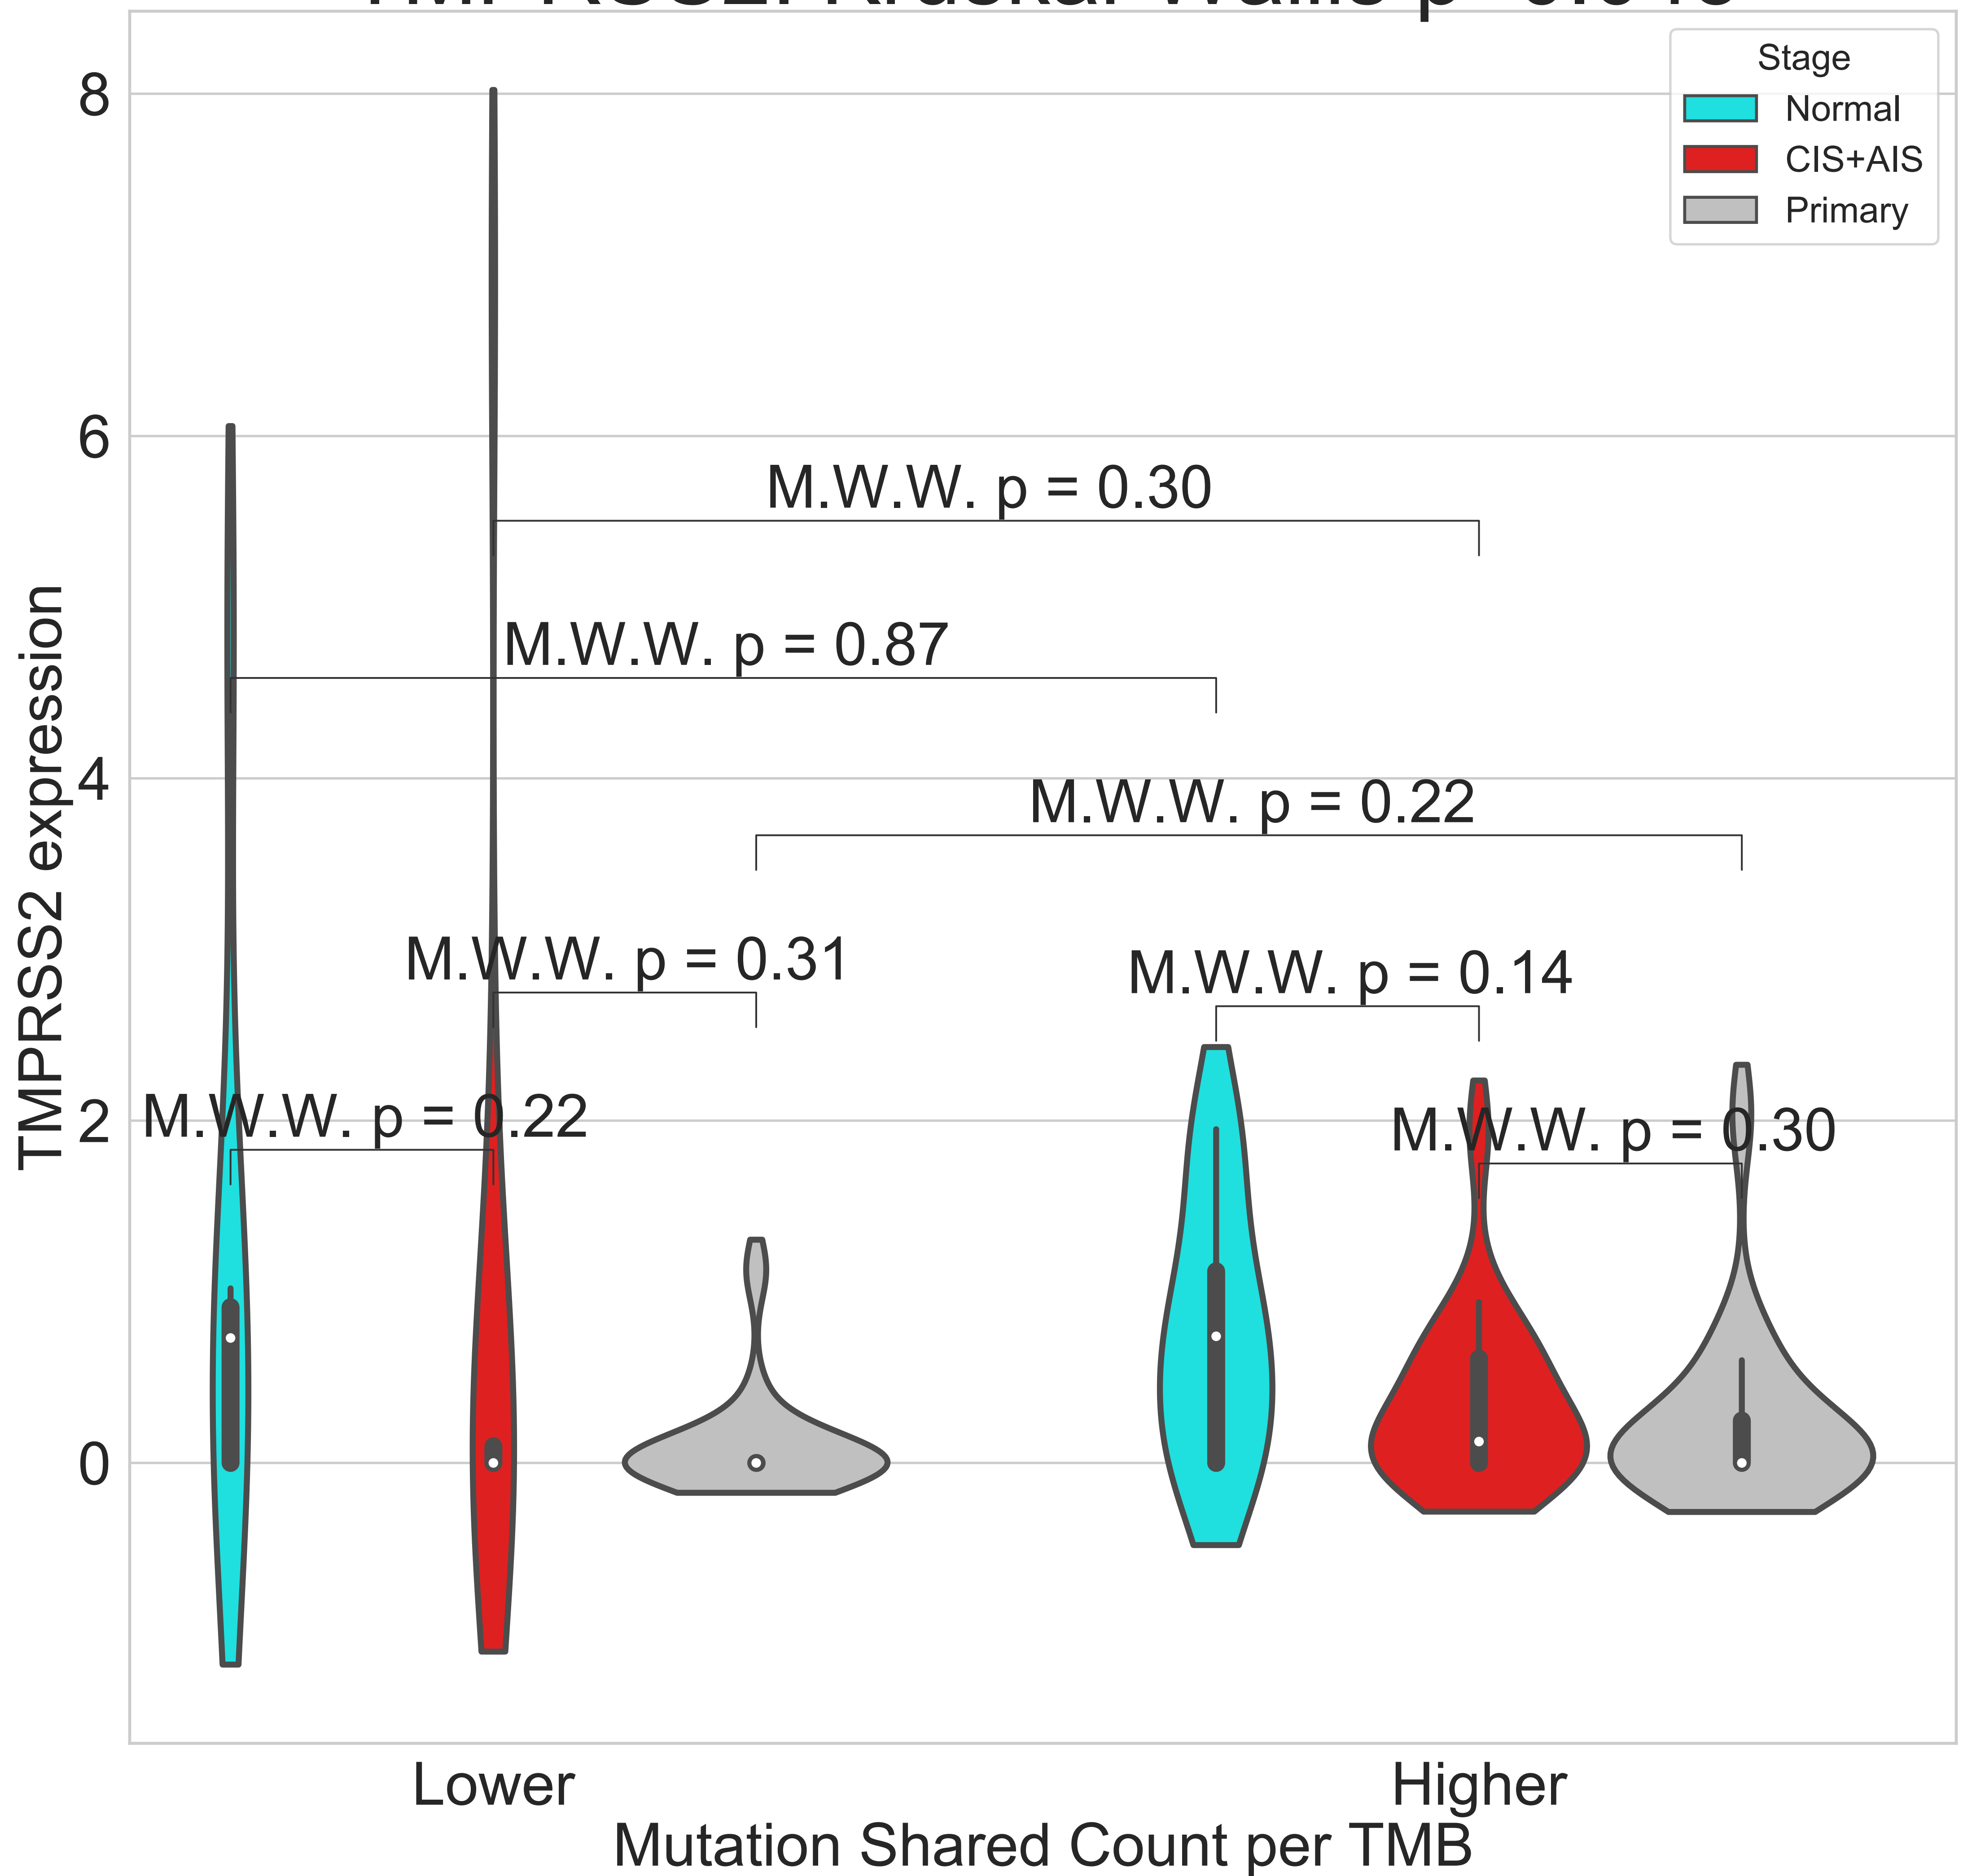 Stage
Normal
CIS+AIS
Primary
8
6
4
2
0
TMPRSS2 expression
M.W.W. p = 0.30
M.W.W. p = 0.87
M.W.W. p = 0.22
M.W.W. p = 0.31
M.W.W. p = 0.14
M.W.W. p = 0.22
M.W.W. p = 0.30
Lower
Higher
Mutation Shared Count per TMB